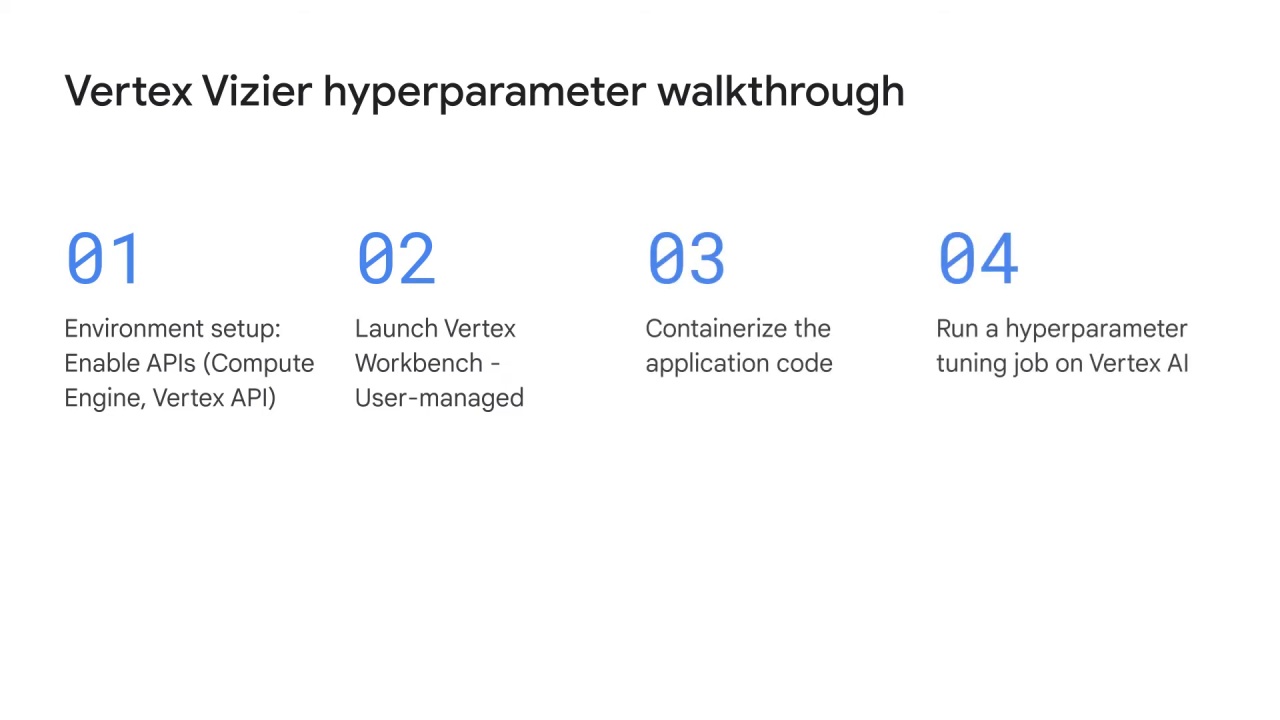 Vertex Vizier hyperparameter walkthrough
01
Environment setup:
Enable APIs (Compute
Engine, Vertex API)
02
Launch Vertex
Workbench -
User-managed
03
Containerize the
application code
04
Run a hyperparameter
tuning job on Vertex AI